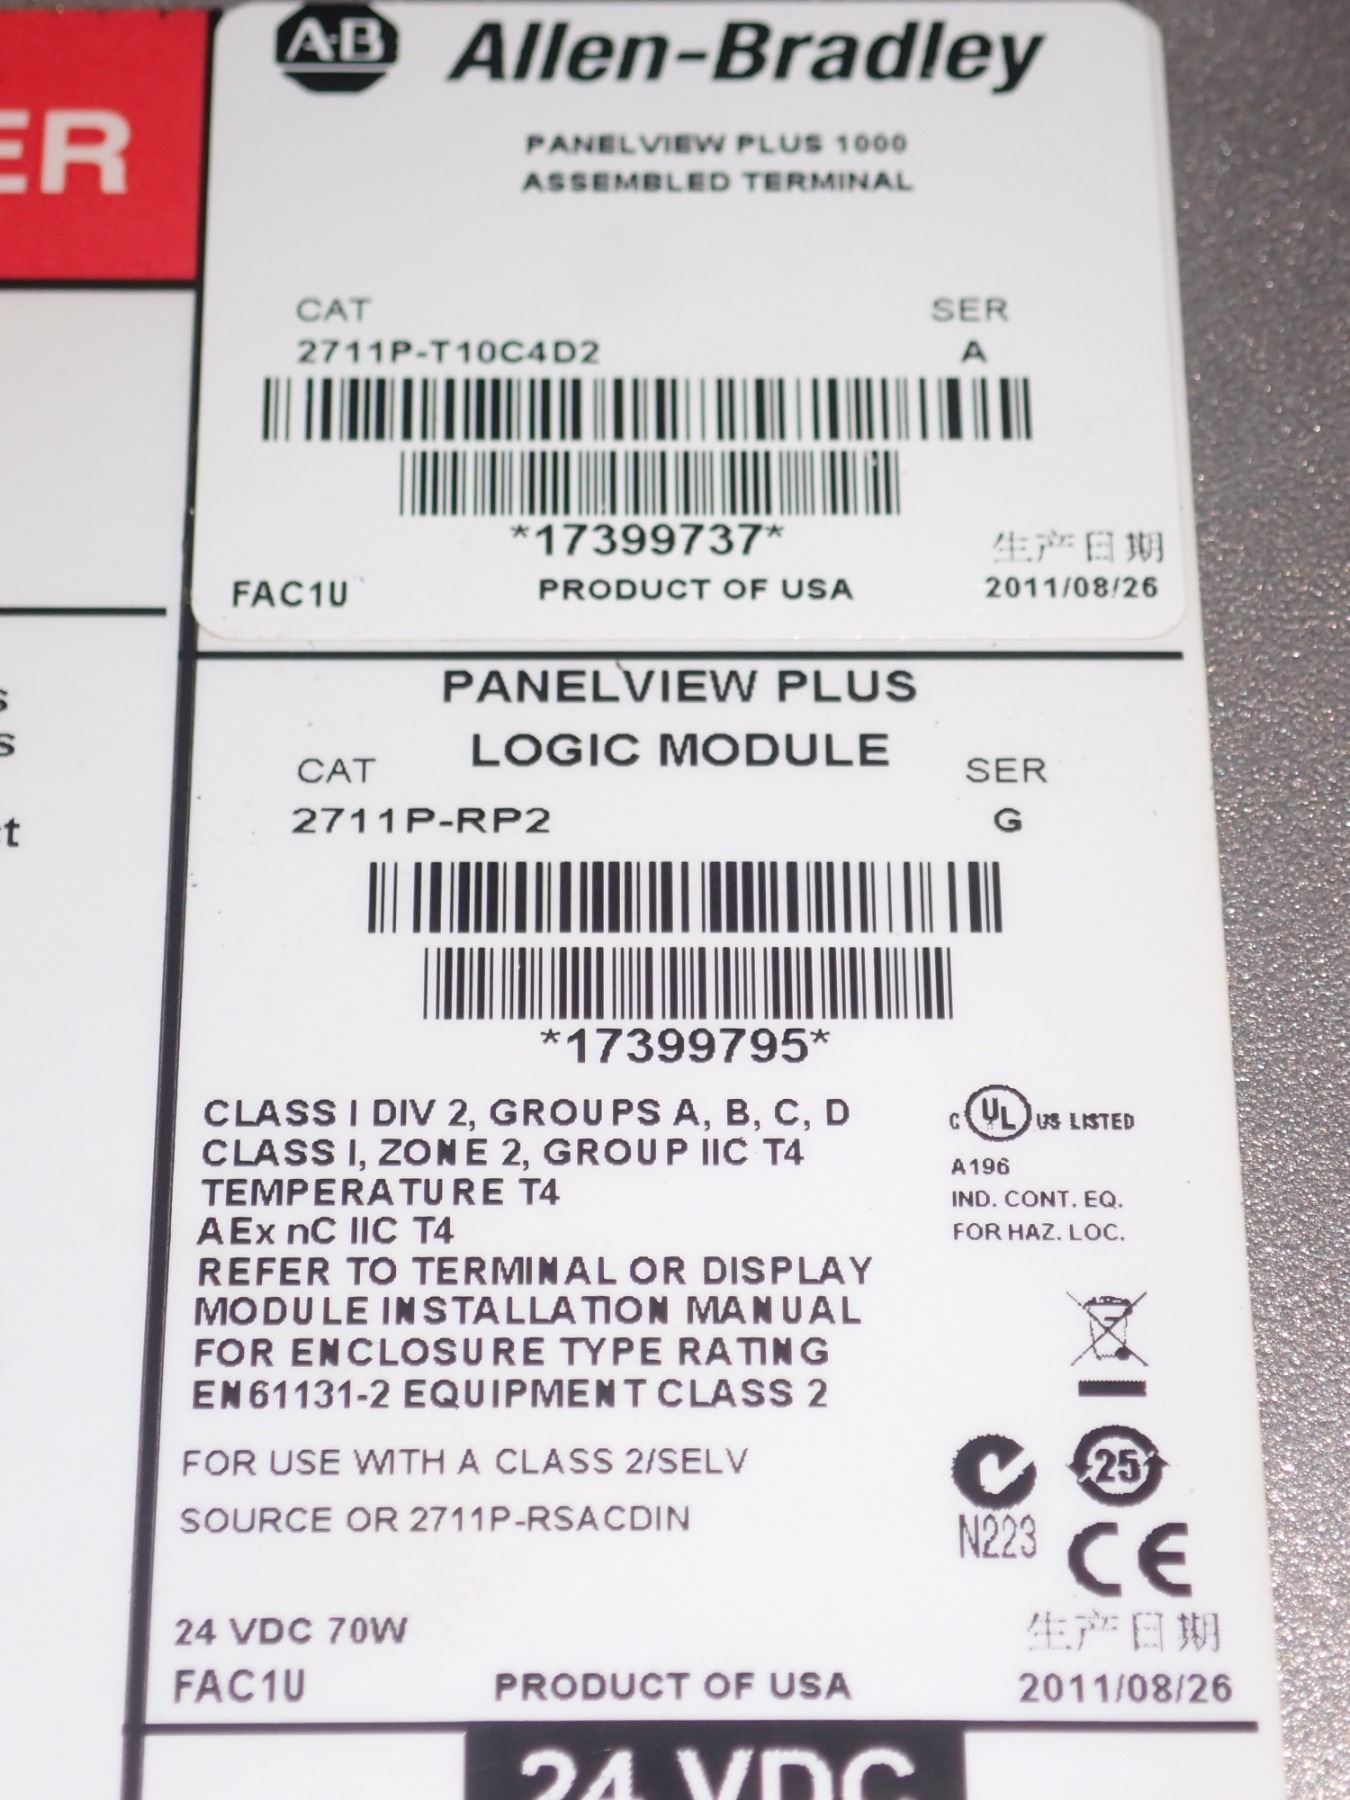 ER
A·B Allen-Bradley
PANELVIEW PLUS 1000
ASSEMBLED TERMINAL
CAT SER
2711P-T10C4D2 A
*17399737*
生产日期
FAC1U PRODUCT OF USA 2011/08/26
PANELVIEW PLUS
LOGIC MODULE
CAT SER
2711P-RP2 G
*17399795*
CLASS I DIV 2, GROUPS A, B, C, D
CLASS I, ZONE 2, GROUP IIC T4
TEMPERATURE T4
AEx nC IIC T4
REFER TO TERMINAL OR DISPLAY
MODULE INSTALLATION MANUAL
FOR ENCLOSURE TYPE RATING
EN61131-2 EQUIPMENT CLASS 2
C UL US LISTED
A196
IND. CONT. EQ.
FOR HAZ. LOC.
FOR USE WITH A CLASS 2/SELV
SOURCE OR 2711P-RSACDIN
25
N223
CE
24 VDC 70W
生产日期
FAC1U PRODUCT OF USA 2011/08/26
24 VDC